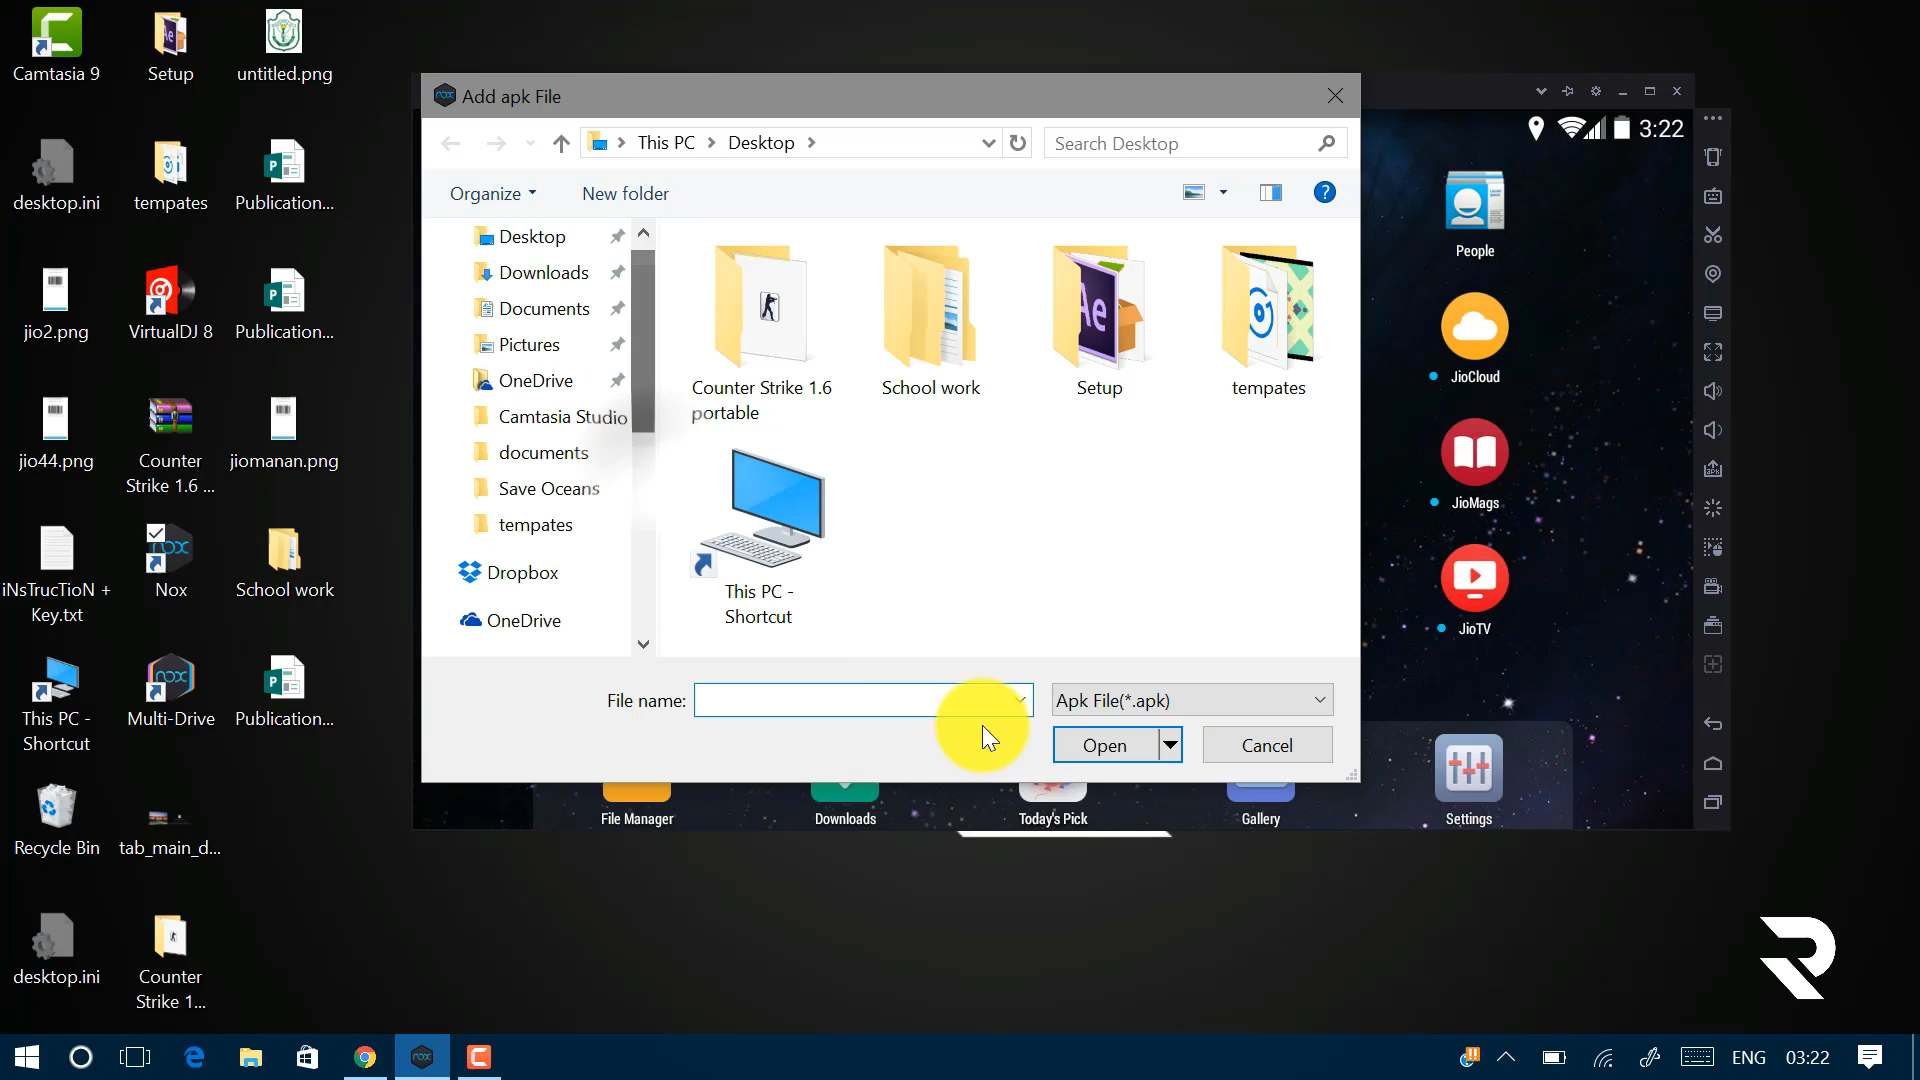 Camtasia 9
Setup
untitled.png
desktop.ini
tempates
Publication...
jio2.png
VirtualDJ 8
Publication...
jio44.png
Counter
Strike 1.6 ...
jiomanan.png
iNsTrucTioN +
Key.txt
nox
Nox
School work
This PC -
Shortcut
nox
Multi-Drive
Publication...
Recycle Bin
tab_main_d...
desktop.ini
Counter
Strike 1...
nox
Add apk File
This PC
Desktop
Search Desktop
Organize
New folder
?
Desktop
Downloads
Documents
Pictures
OneDrive
Camtasia Studio
documents
Save Oceans
tempates
Dropbox
OneDrive
Counter Strike 1.6
portable
School work
Ae
Setup
tempates
This PC -
Shortcut
File name:
Apk File(*.apk)
Open
Cancel
3:22
People
JioCloud
JioMags
JioTV
File Manager
Downloads
Today's Pick
Gallery
Settings
nox
ENG
03:22